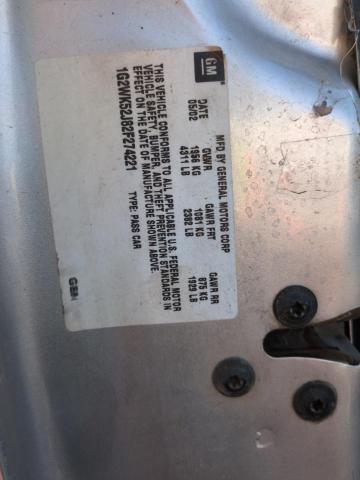 GM
MFD BY GENERAL MOTORS CORP
DATE GVWR GAWR FRT GAWR RR
05/02 1956 KG 1081 KG 875 KG
4311 LB 2382 LB 1929 LB
THIS VEHICLE CONFORMS TO ALL APPLICABLE U.S. FEDERAL MOTOR
VEHICLE SAFETY, BUMPER, AND THEFT PREVENTION STANDARDS IN
EFFECT ON THE DATE OF MANUFACTURE SHOWN ABOVE.
1G2WK52J82F274221 TYPE: PASS CAR